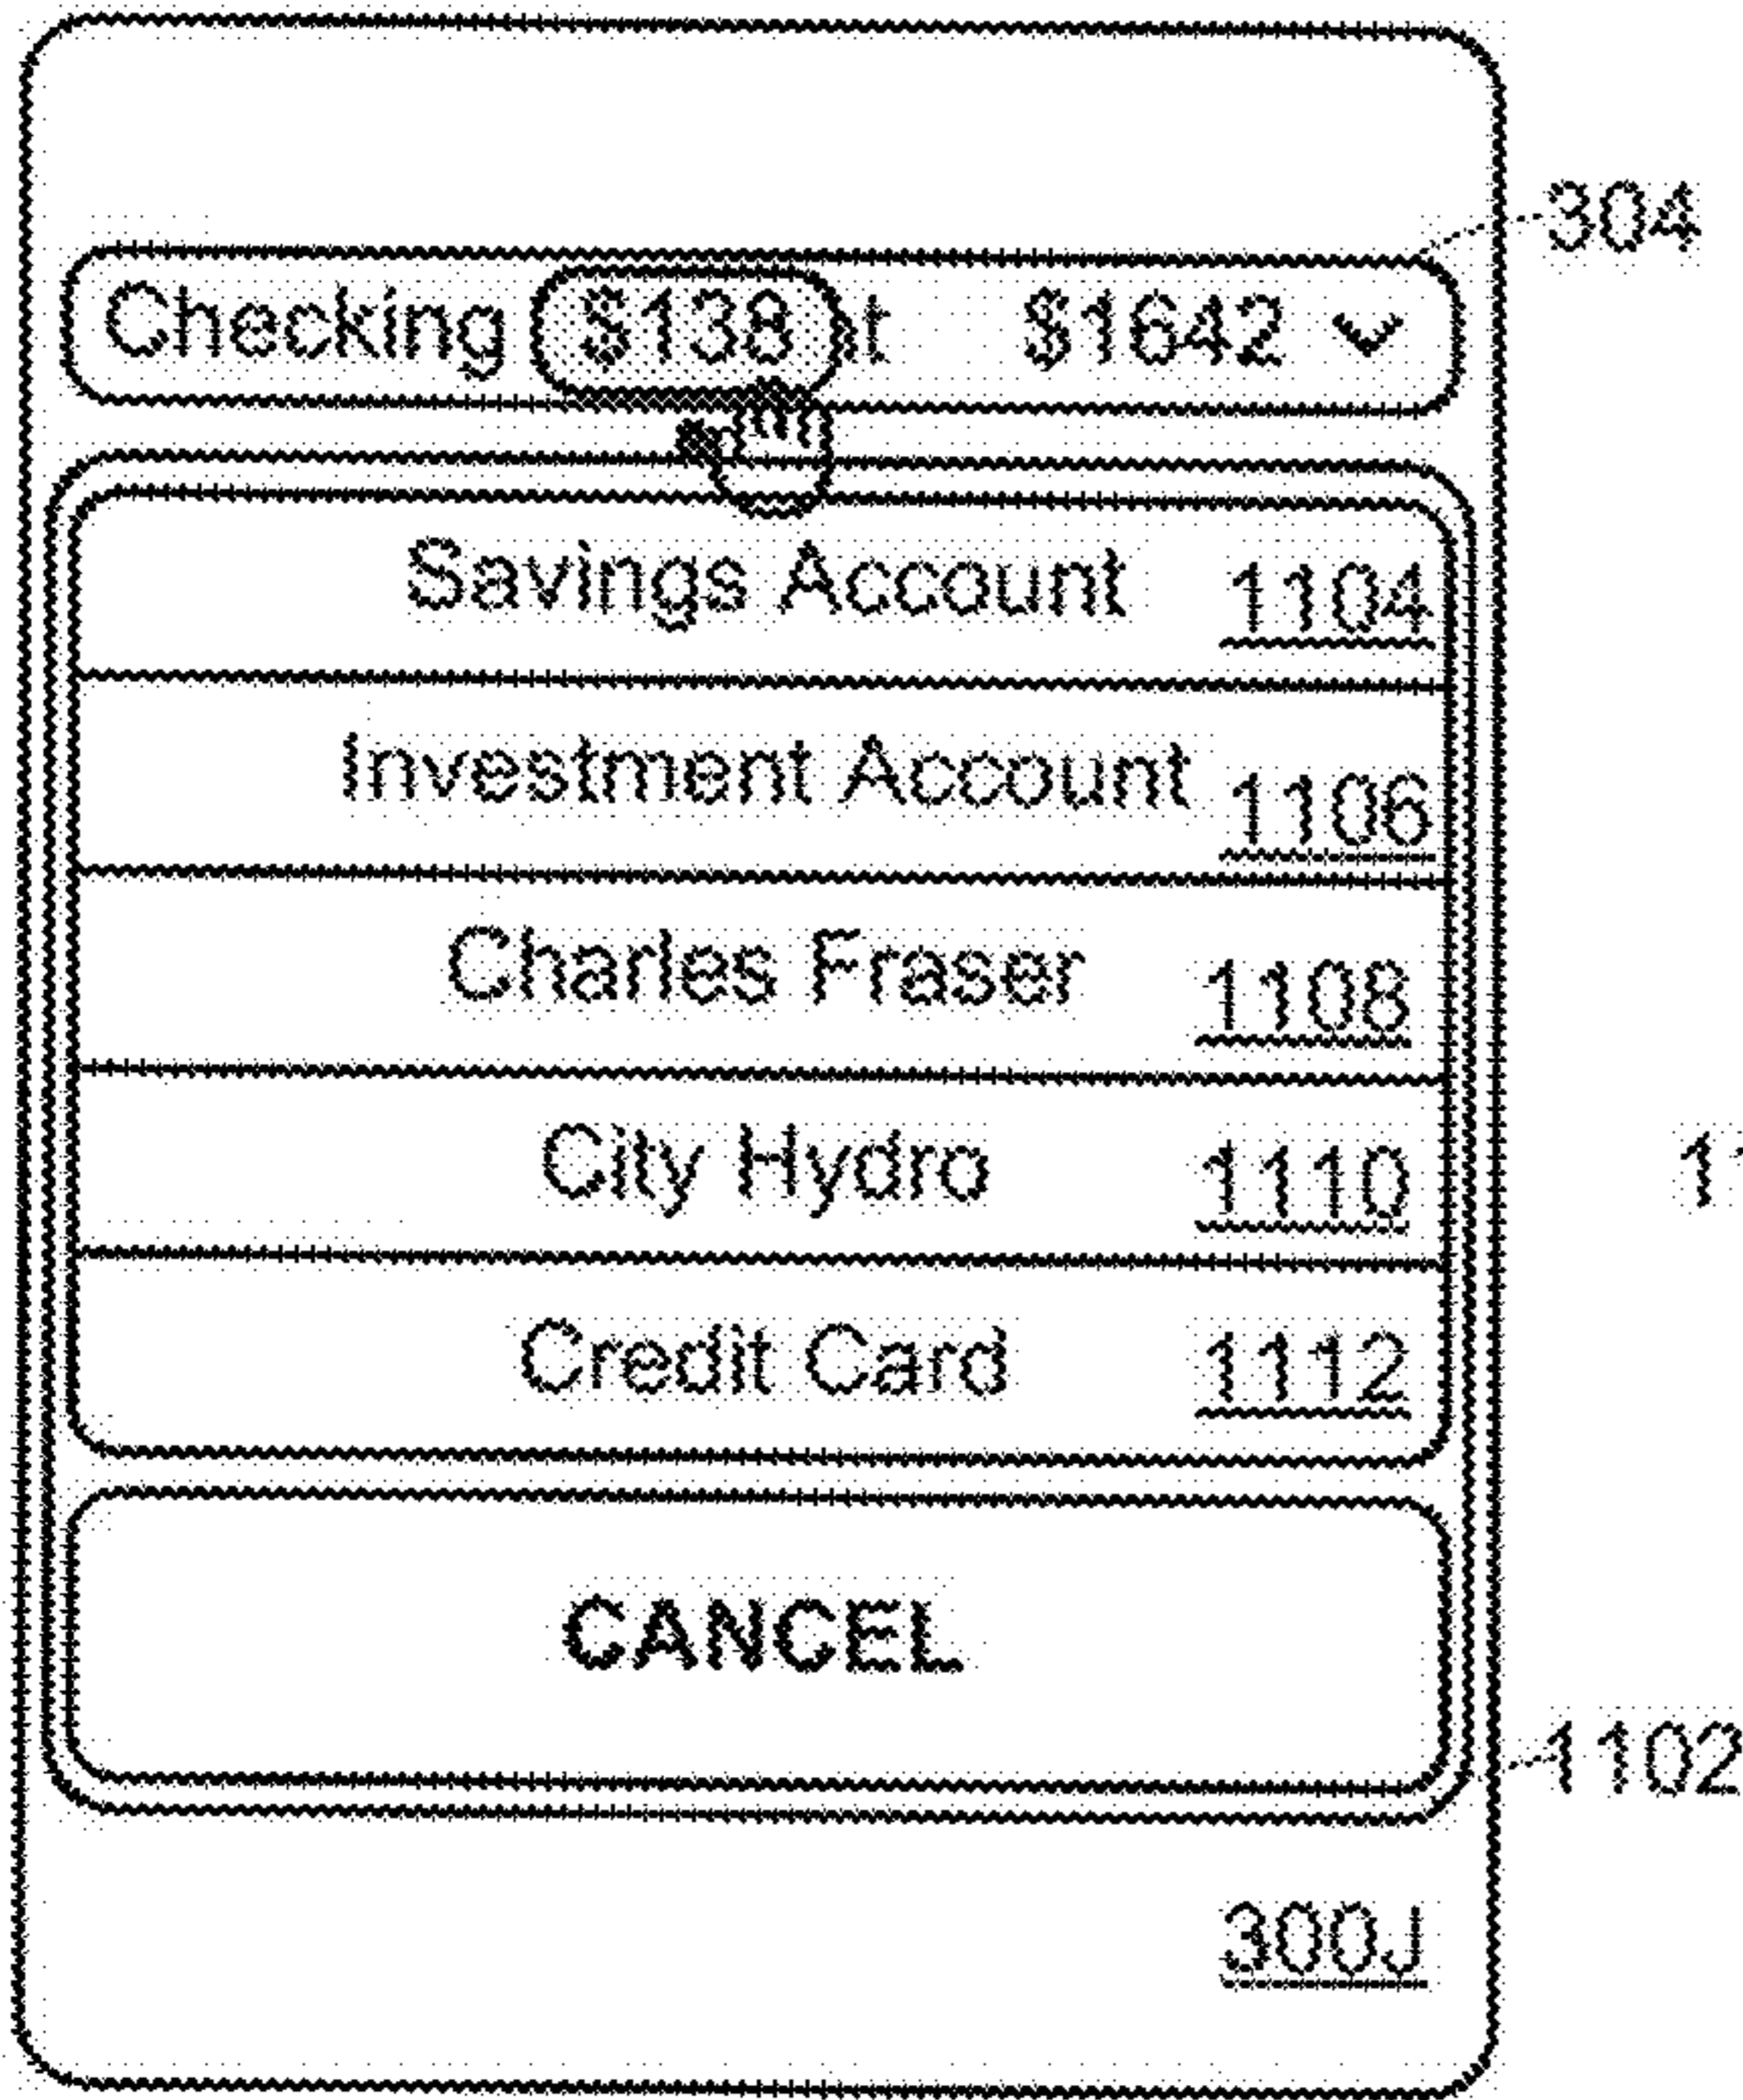 304
Checking $138 t $1642
Savings Account 1104
Investment Account 1106
Charles Fraser 1108
City Hydro 1110
Credit Card 1112
CANCEL
1102
300J